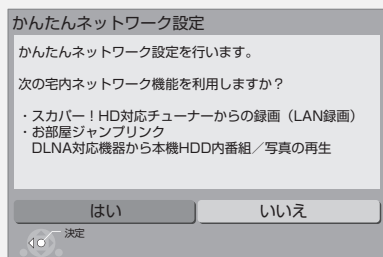 かんたんネットワーク設定
かんたんネットワーク設定を行います。
次の宅内ネットワーク機能を利用しますか？
・スカパー！HD対応チューナーからの録画（LAN録画）
・お部屋ジャンプリンク
DLNA対応機器から本機HDD内番組／写真の再生
はい いいえ
決定